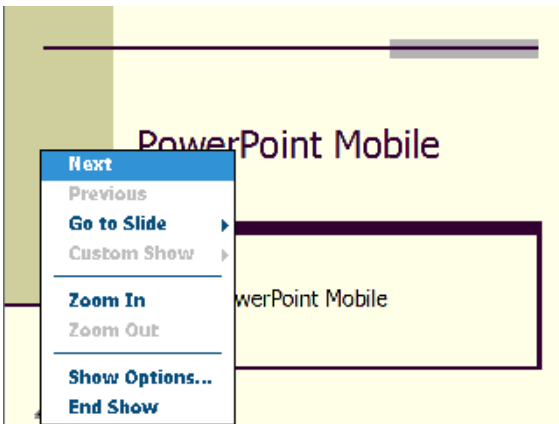 PowerPoint Mobile
Next
Previous
Go to Slide
Custom Show
werPoint Mobile
Zoom In
Zoom Out
Show Options...
End Show